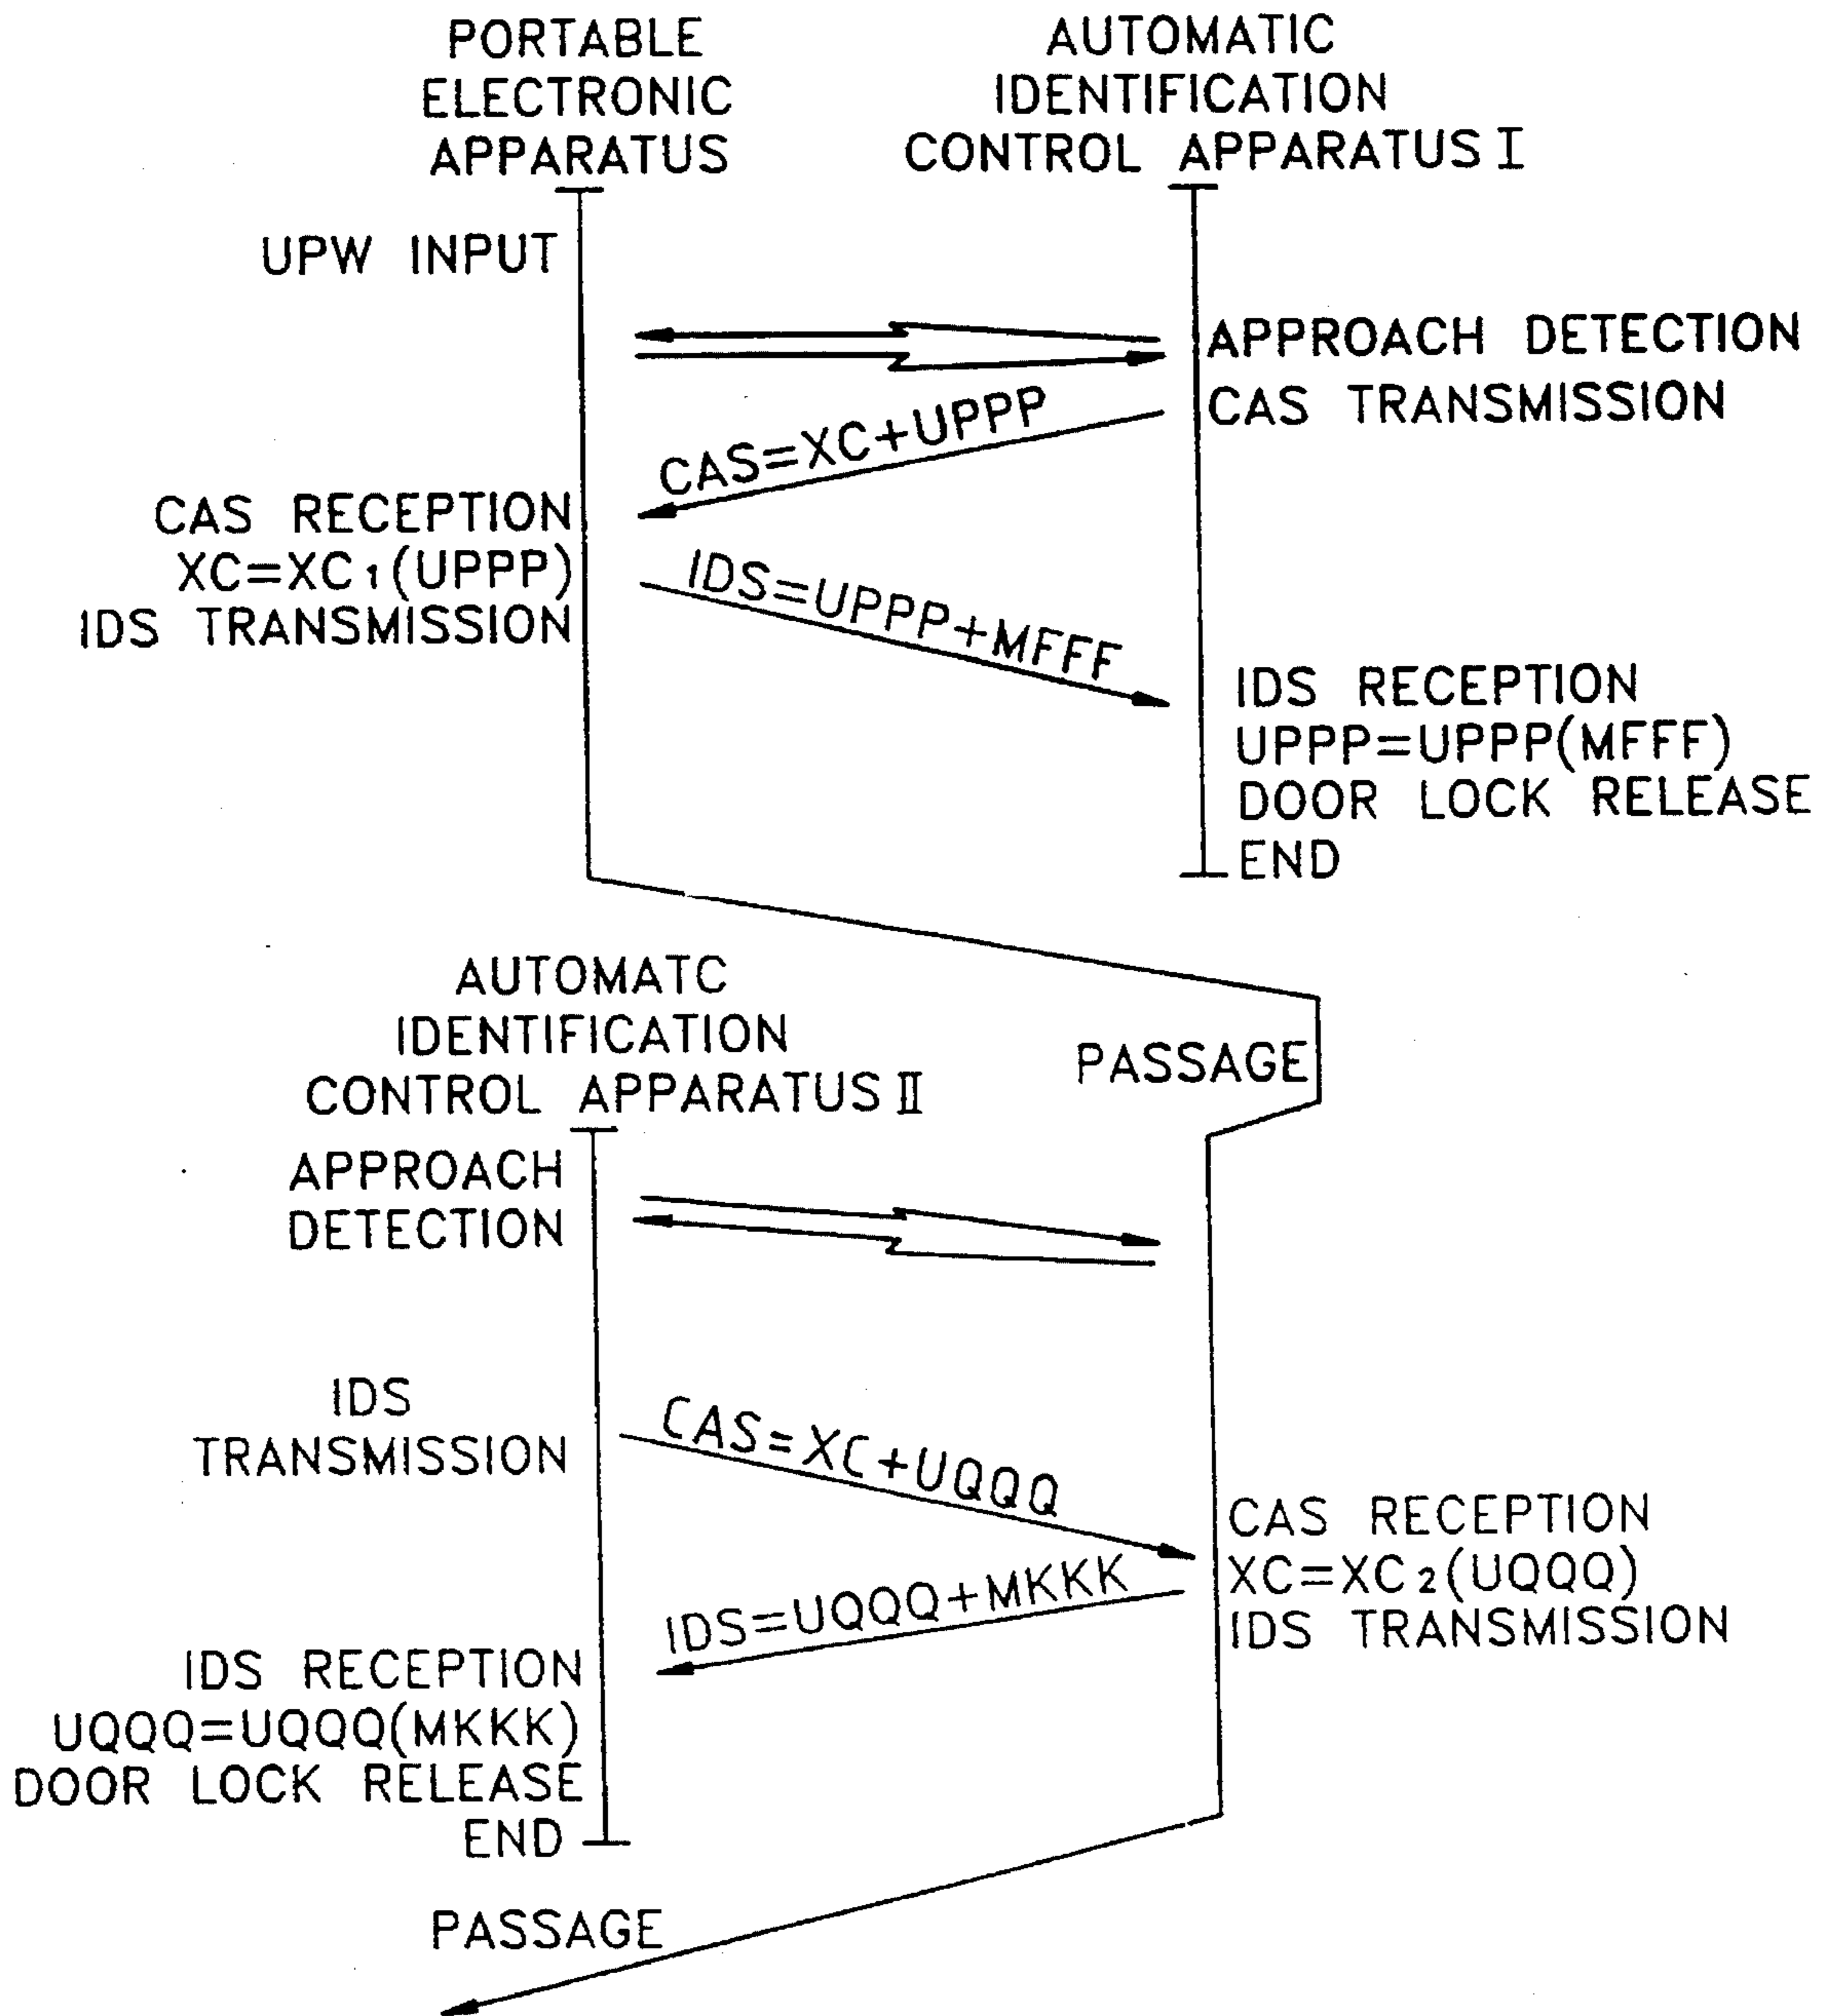 PORTABLE
ELECTRONIC
APPARATUS
AUTOMATIC
IDENTIFICATION
CONTROL APPARATUS I
UPW INPUT
APPROACH DETECTION
CAS TRANSMISSION
CAS=XC+UPPP
CAS RECEPTION
XC=XC1(UPPP)
IDS TRANSMISSION
IDS=UPPP+MFFF
IDS RECEPTION
UPPP=UPPP(MFFF)
DOOR LOCK RELEASE
END
AUTOMATC
IDENTIFICATION
CONTROL APPARATUS II
PASSAGE
APPROACH
DETECTION
IDS
TRANSMISSION
CAS=XC+UQQQ
CAS RECEPTION
XC=XC2(UQQQ)
IDS TRANSMISSION
IDS=UQQQ+MKKK
IDS RECEPTION
UQQQ=UQQQ(MKKK)
DOOR LOCK RELEASE
END
PASSAGE